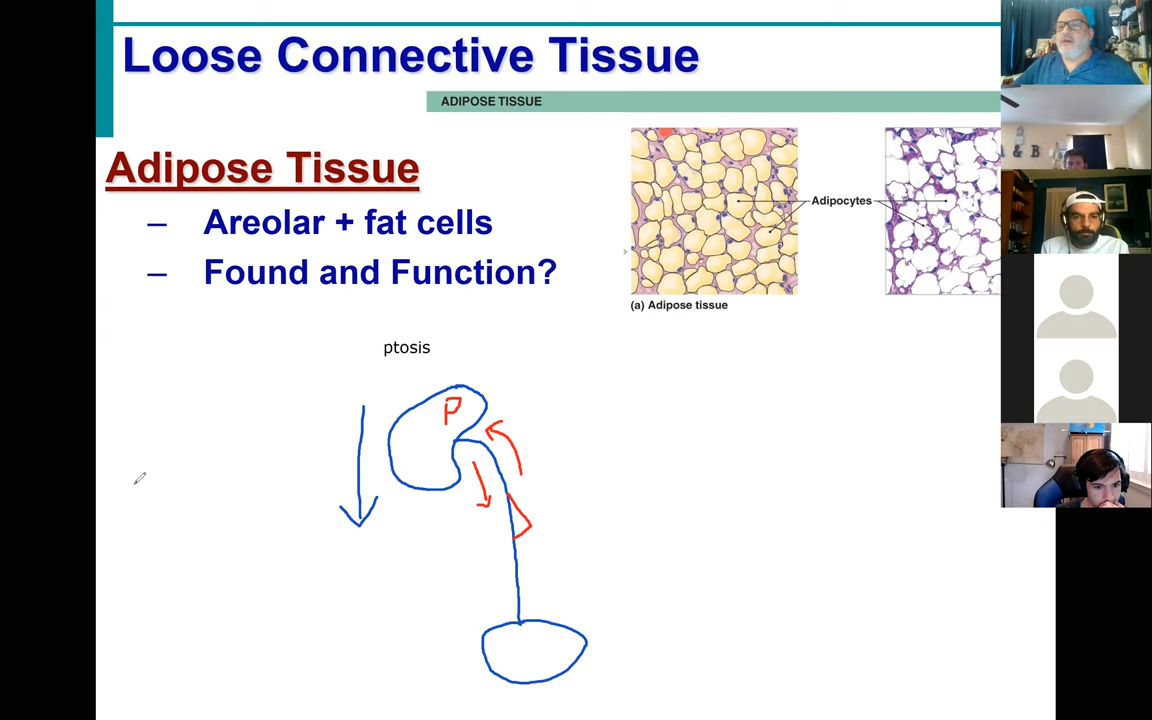 Loose Connective Tissue
ADIPOSE TISSUE
Adipose Tissue
– Areolar + fat cells
– Found and Function?
Adipocytes
(a) Adipose tissue
ptosis
P
A & B